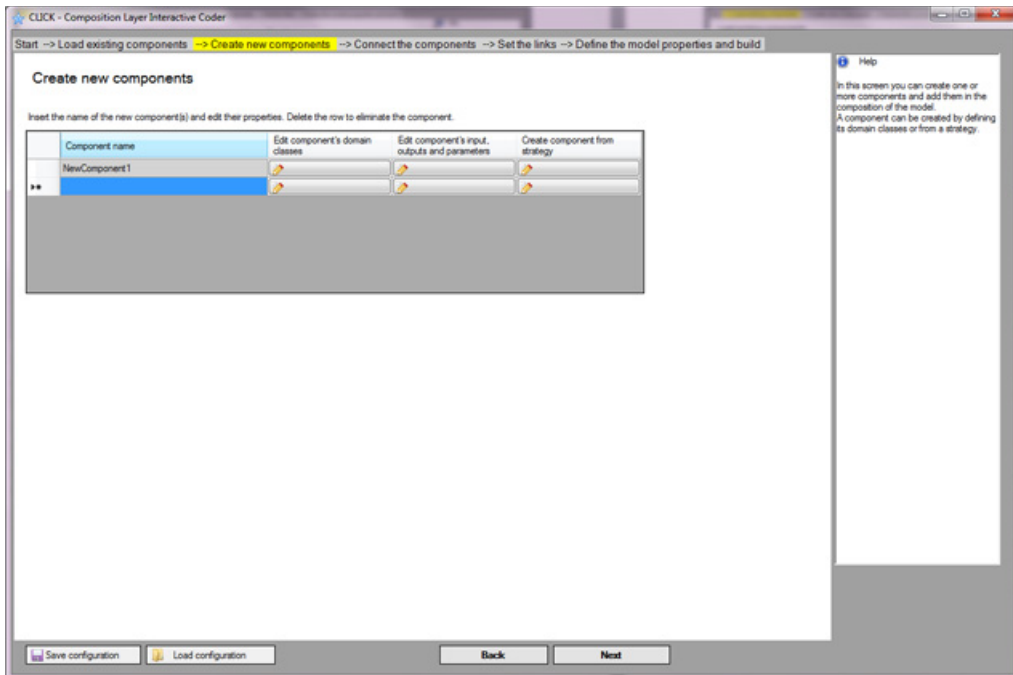 CLICK - Composition Layer Interactive Coder
Start --> Load existing components --> Create new components --> Connect the components --> Set the links --> Define the model properties and build
Create new components
Insert the name of the new component(s) and edit their properties. Delete the row to eliminate the component.
Component name
Edit component's domain
classes
Edit component's input,
outputs and parameters
Create component from
strategy
NewComponent1
Help
In this screen you can create one or
more components and add them in the
composition of the model.
A component can be created by defining
its domain classes or from a strategy.
Save configuration
Load configuration
Back
Next